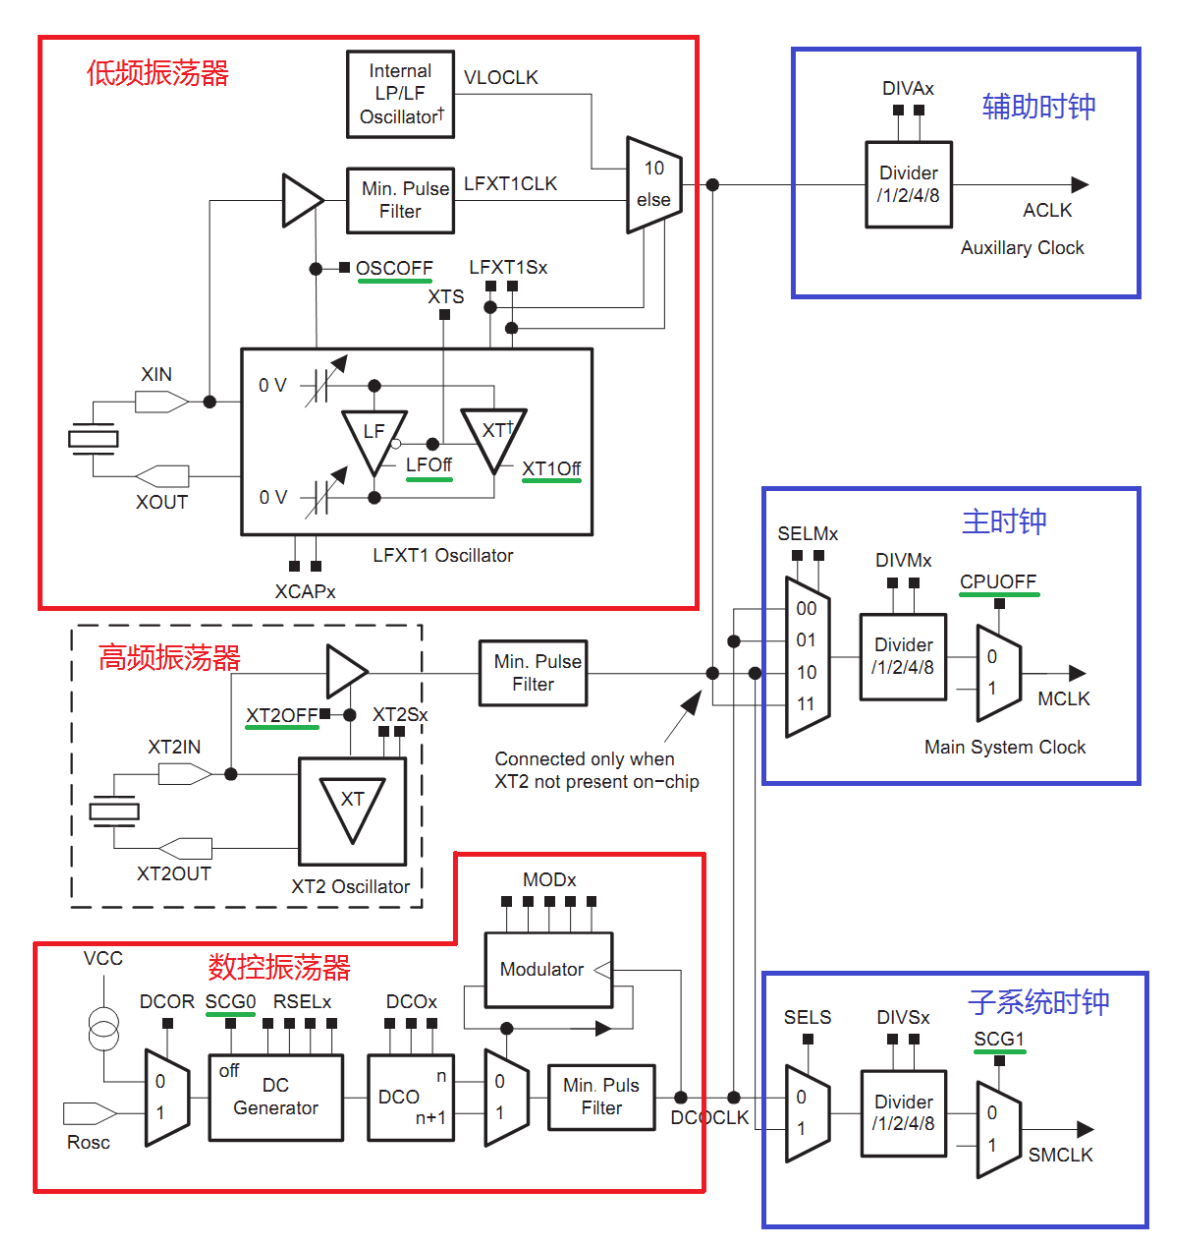 低频振荡器
Internal
LP/LF
Oscillator†
VLOCLK
10
else
Min. Pulse
Filter
LFXT1CLK
OSCOFF
LFXT1Sx
XTS
XIN
XOUT
0 V
LF
XT†
LFOff
XT1Off
0 V
LFXT1 Oscillator
XCAPx
辅助时钟
DIVAx
Divider
/1/2/4/8
ACLK
Auxillary Clock
高频振荡器
XT2OFF
XT2Sx
XT2IN
XT
XT2OUT
XT2 Oscillator
Min. Pulse
Filter
Connected only when
XT2 not present on−chip
主时钟
SELMx
00
01
10
11
DIVMx
Divider
/1/2/4/8
CPUOFF
0
1
MCLK
Main System Clock
数控振荡器
VCC
DCOR
SCG0
RSELx
DCOx
MODx
Modulator
0
1
Rosc
off
DC
Generator
DCO
n
n+1
0
1
Min. Puls
Filter
DCOCLK
子系统时钟
SELS
0
1
DIVSx
Divider
/1/2/4/8
SCG1
0
1
SMCLK